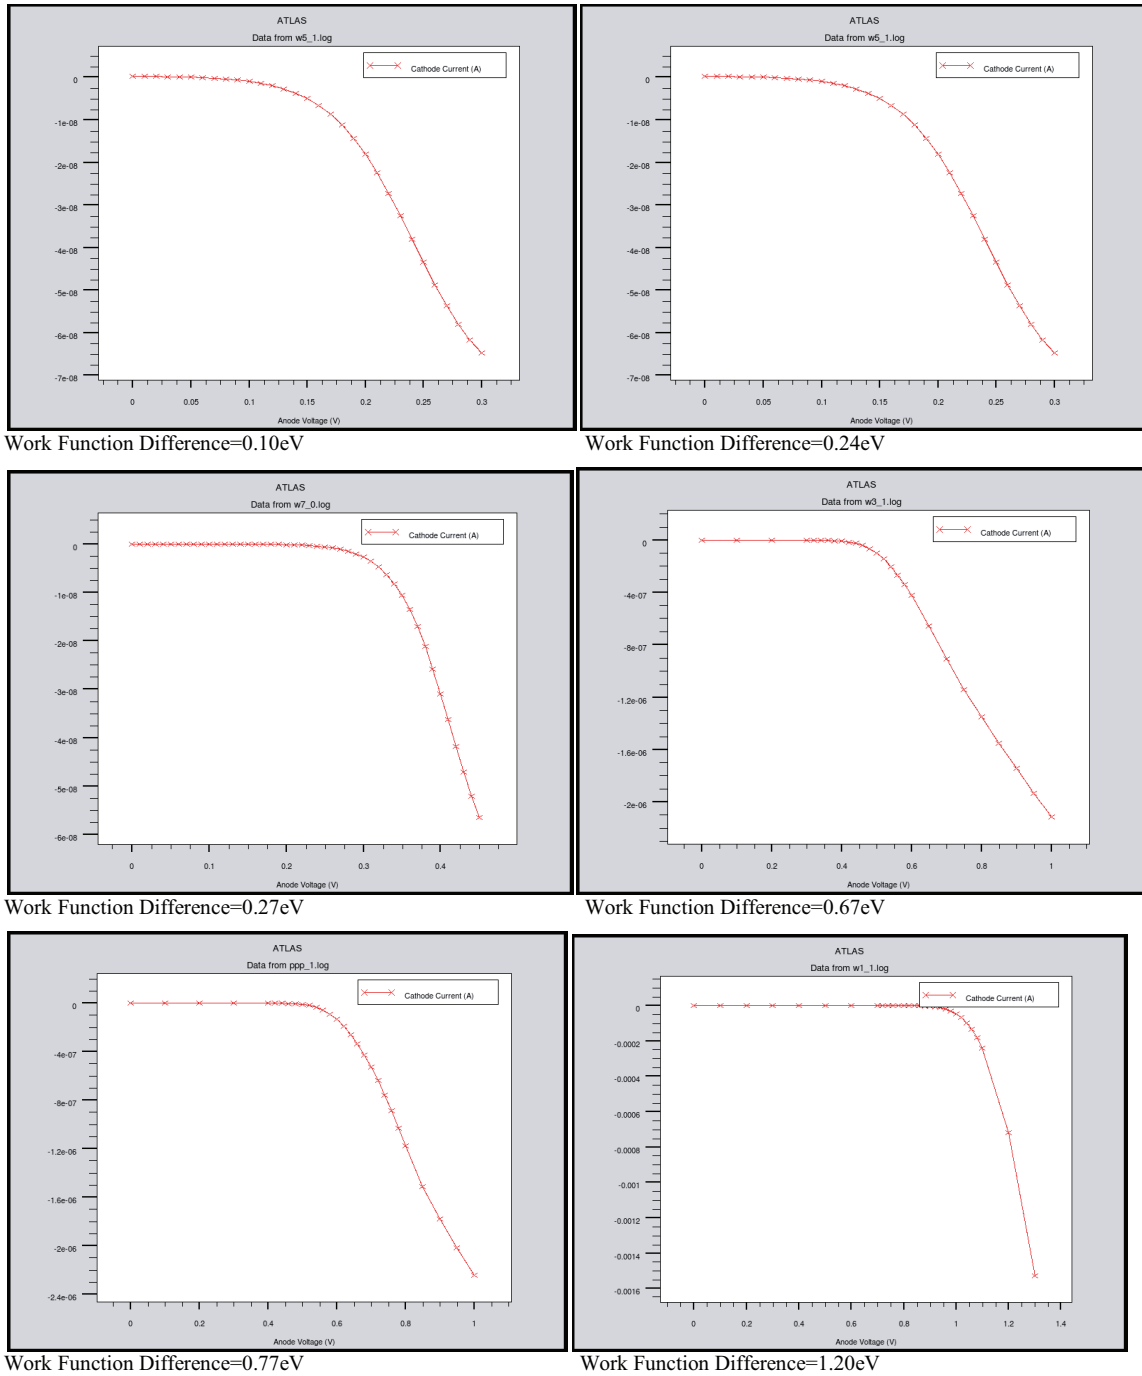 ATLAS
Data from w5_1.log
Cathode Current (A)
0
-1e-08
-2e-08
-3e-08
-4e-08
-5e-08
-6e-08
-7e-08
0 0.05 0.1 0.15 0.2 0.25 0.3
Anode Voltage (V)
Work Function Difference=0.10eV
ATLAS
Data from w5_1.log
Cathode Current (A)
0
-1e-08
-2e-08
-3e-08
-4e-08
-5e-08
-6e-08
-7e-08
0 0.05 0.1 0.15 0.2 0.25 0.3
Anode Voltage (V)
Work Function Difference=0.24eV
ATLAS
Data from w7_0.log
Cathode Current (A)
0
-1e-08
-2e-08
-3e-08
-4e-08
-5e-08
-6e-08
0 0.1 0.2 0.3 0.4
Anode Voltage (V)
Work Function Difference=0.27eV
ATLAS
Data from w3_1.log
Cathode Current (A)
0
-4e-07
-8e-07
-1.2e-06
-1.6e-06
-2e-06
0 0.2 0.4 0.6 0.8 1
Anode Voltage (V)
Work Function Difference=0.67eV
ATLAS
Data from ppp_1.log
Cathode Current (A)
0
-4e-07
-8e-07
-1.2e-06
-1.6e-06
-2e-06
-2.4e-06
0 0.2 0.4 0.6 0.8 1
Anode Voltage (V)
Work Function Difference=0.77eV
ATLAS
Data from w1_1.log
Cathode Current (A)
0
-0.0002
-0.0004
-0.0006
-0.0008
-0.001
-0.0012
-0.0014
-0.0016
0 0.2 0.4 0.6 0.8 1 1.2 1.4
Anode Voltage (V)
Work Function Difference=1.20eV